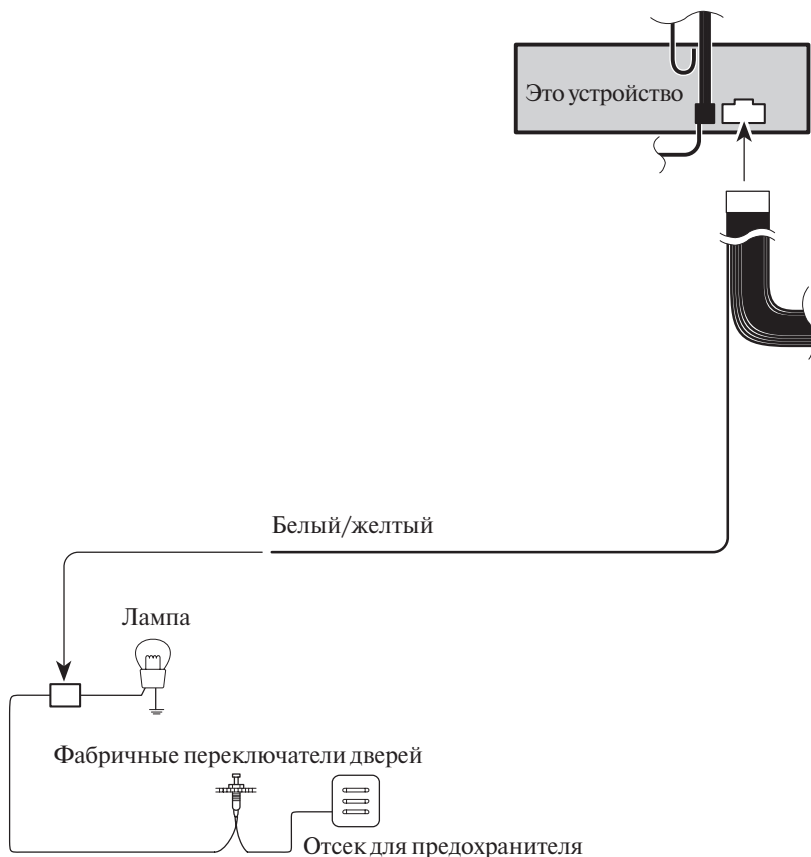 Это устройство
Белый/желтый
Лампа
Фабричные переключатели дверей
Отсек для предохранителя